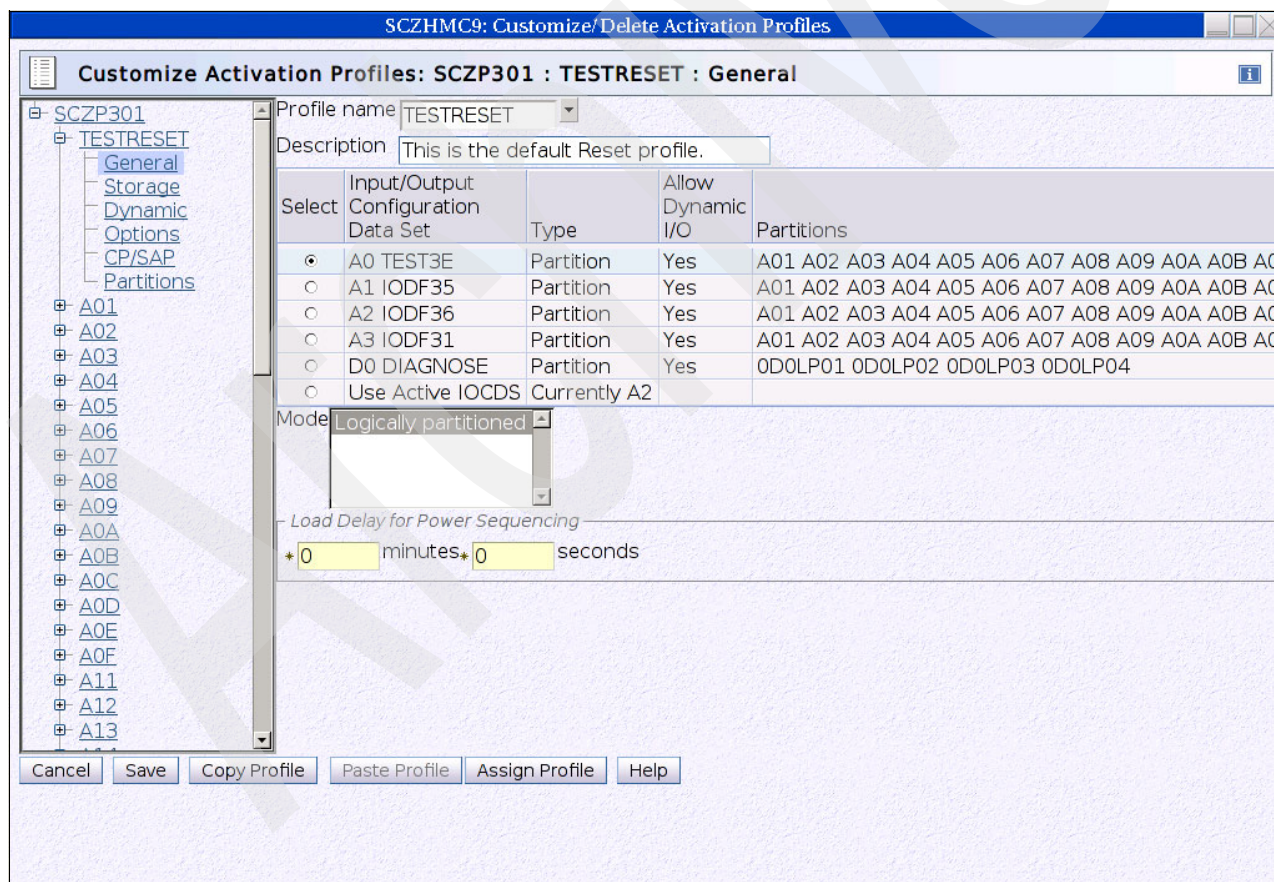 SCZHMC9: Customize/Delete Activation Profiles
Customize Activation Profiles: SCZP301 : TESTRESET : General
i
SCZP301
TESTRESET
General
Storage
Dynamic
Options
CP/SAP
Partitions
A01
A02
A03
A04
A05
A06
A07
A08
A09
A0A
A0B
A0C
A0D
A0E
A0F
A11
A12
A13
Profile name TESTRESET
Description This is the default Reset profile.
Select Input/Output Configuration Data Set Type Allow Dynamic I/O Partitions
A0 TEST3E Partition Yes A01 A02 A03 A04 A05 A06 A07 A08 A09 A0A A0B A0
A1 IODF35 Partition Yes A01 A02 A03 A04 A05 A06 A07 A08 A09 A0A A0B A0
A2 IODF36 Partition Yes A01 A02 A03 A04 A05 A06 A07 A08 A09 A0A A0B A0
A3 IODF31 Partition Yes A01 A02 A03 A04 A05 A06 A07 A08 A09 A0A A0B A0
D0 DIAGNOSE Partition Yes 0D0LP01 0D0LP02 0D0LP03 0D0LP04
Use Active IOCDS Currently A2
Mode Logically partitioned
Load Delay for Power Sequencing
* 0 minutes * 0 seconds
Cancel Save Copy Profile Paste Profile Assign Profile Help